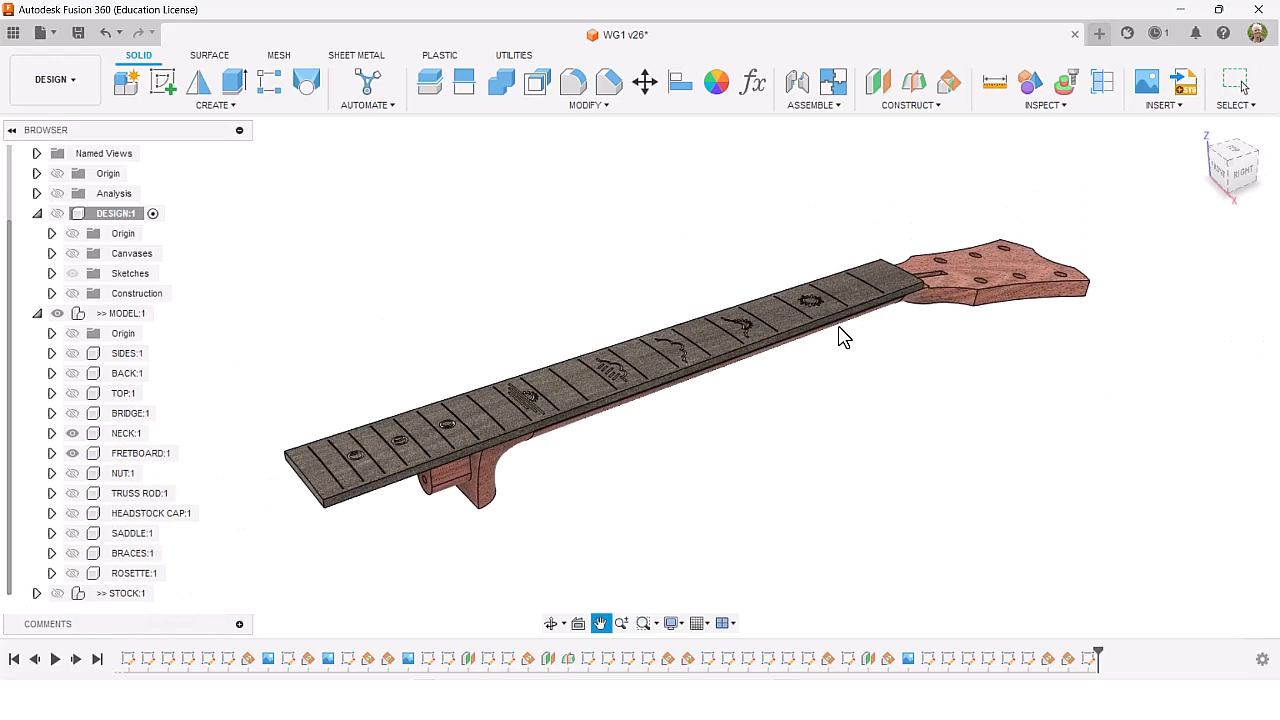 Autodesk Fusion 360 (Education License)
WG1 v26*
1
SOLID SURFACE MESH SHEET METAL PLASTIC UTILITIES
DESIGN
CREATE AUTOMATE MODIFY ASSEMBLE CONSTRUCT INSPECT INSERT SELECT
BROWSER
Named Views
Origin
Analysis
DESIGN:1
Origin
Canvases
Sketches
Construction
>> MODEL:1
Origin
SIDES:1
BACK:1
TOP:1
BRIDGE:1
NECK:1
FRETBOARD:1
NUT:1
TRUSS ROD:1
HEADSTOCK CAP:1
SADDLE:1
BRACES:1
ROSETTE:1
>> STOCK:1
COMMENTS
Z
RIGHT
X